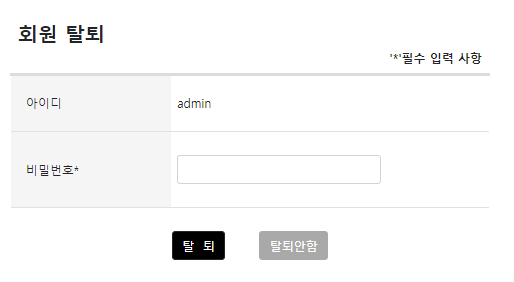 회원 탈퇴
'*'필수 입력 사항
아이디 admin
비밀번호*
탈 퇴 탈퇴안함